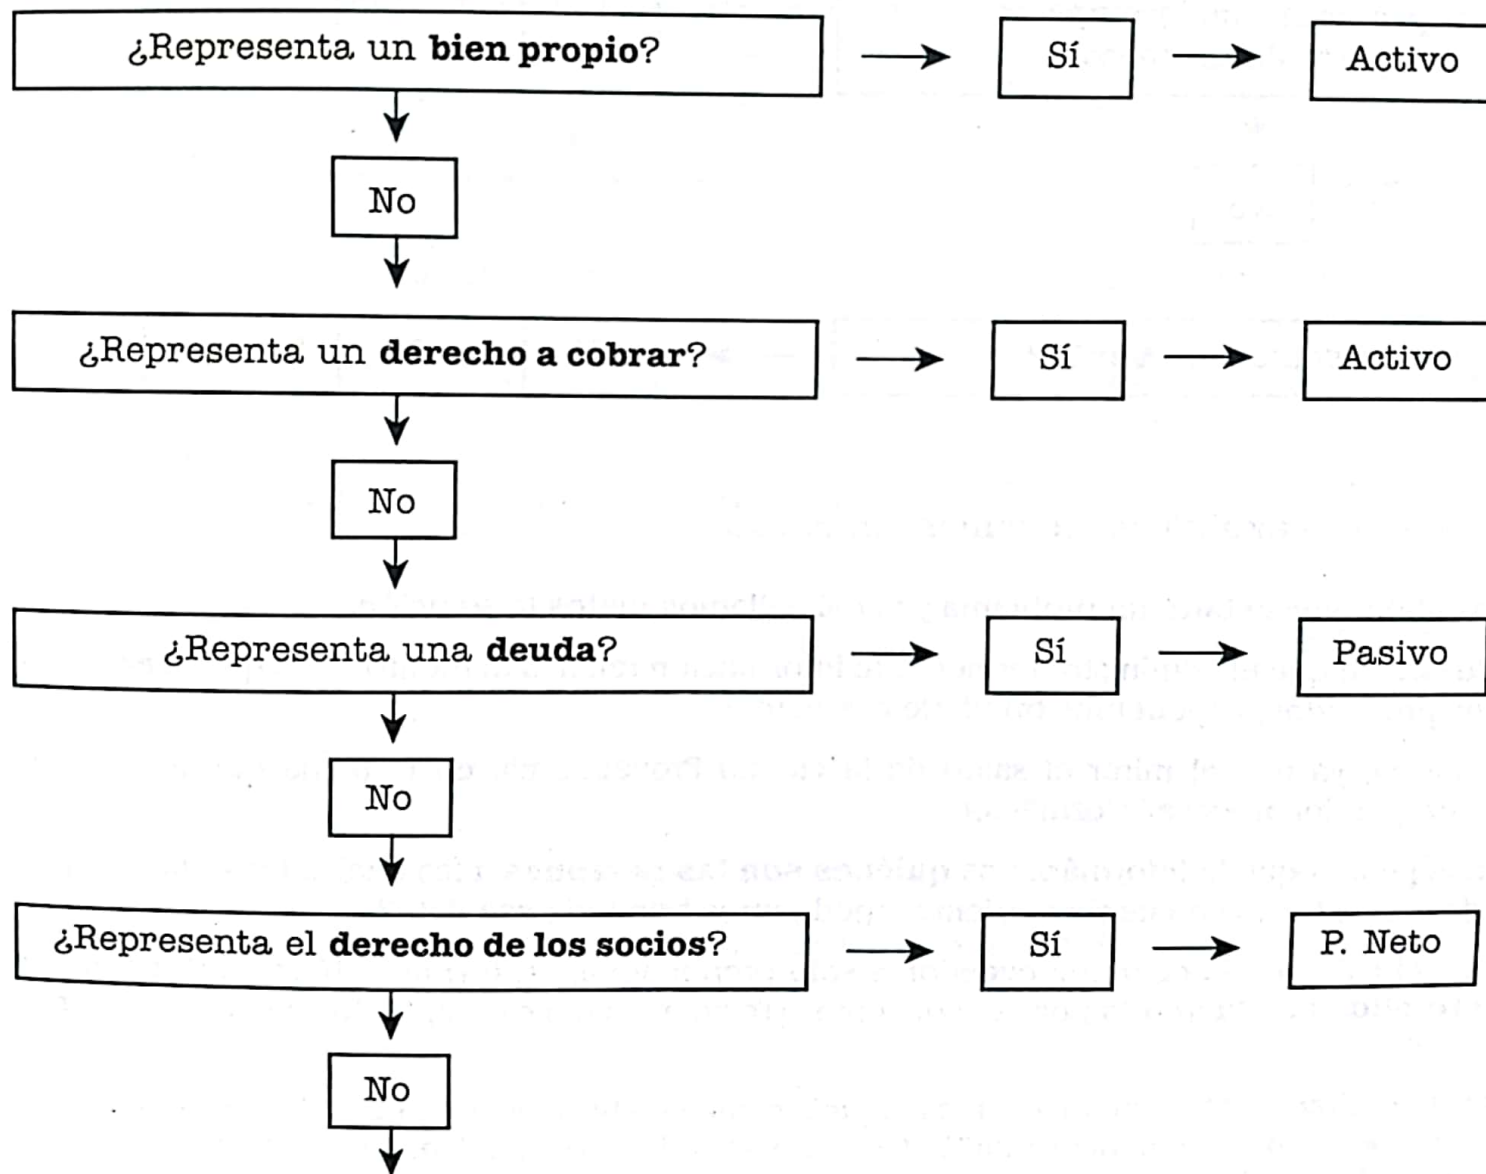 ¿Representa un bien propio? Sí Activo
No
¿Representa un derecho a cobrar? Sí Activo
No
¿Representa una deuda? Sí Pasivo
No
¿Representa el derecho de los socios? Sí P. Neto
No